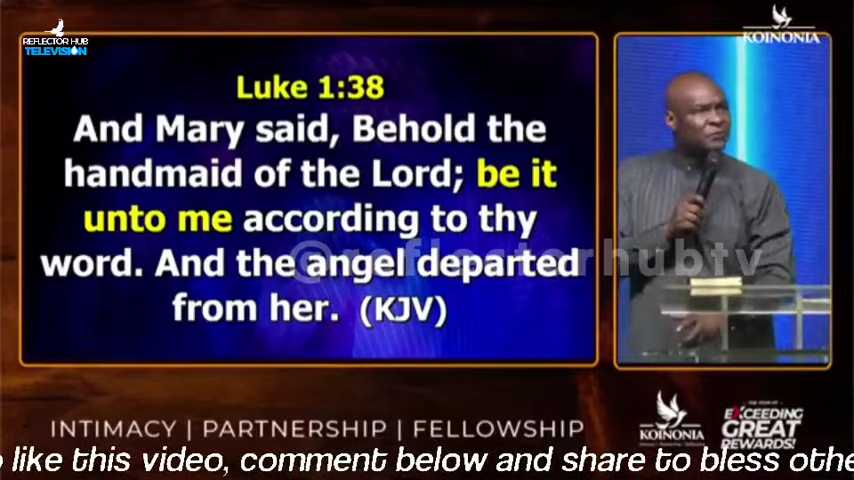 REFLECTOR HUB
TELEVISION
KOINONIA
Luke 1:38
And Mary said, Behold the
handmaid of the Lord; be it
unto me according to thy
word. And the angel departed
from her. (KJV)
@reflectorhubtv
INTIMACY | PARTNERSHIP | FELLOWSHIP
KOINONIA
EXCEEDING
GREAT
REWARDS!
like this video, comment below and share to bless othe